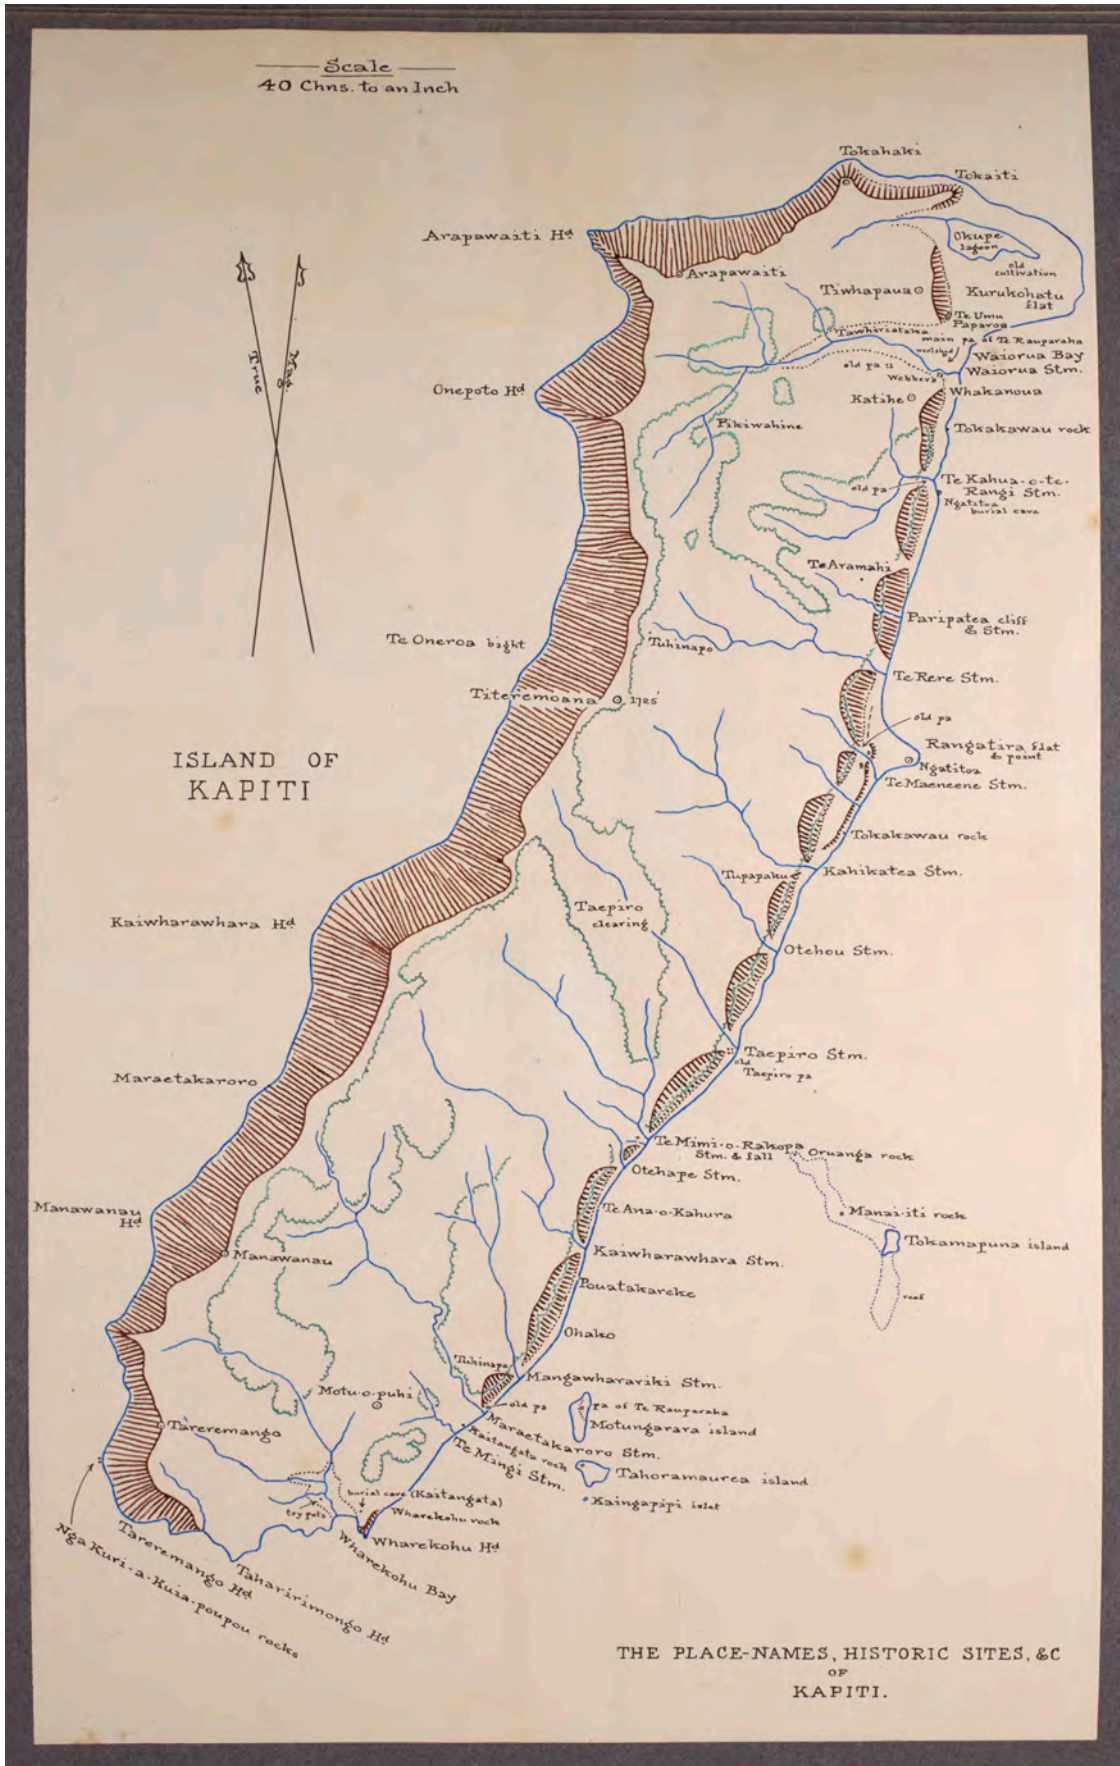 Scale
40 Chns. to an Inch
Tokahaki
Tokaiti
Arapawaiti Hd
Okupe
lagoon
old
cultivation
Arapawaiti
Tiwhapaua
Kurukohatu
flat
Te Umu
Paparoa
Tawheriataka
main pa of Te Rauparaha
woolshed
Waiorua Bay
Waiorua Stm.
old pa
Webber's
True
Mag.
Onepoto Hd
Whakanoua
Katihe
Pikiwahine
Tokakawau rock
Te Kahua-o-te-
Rangi Stm.
old pa
Ngatitoa
burial cave
Te Aramahi
Paripatea cliff
& Stm.
Te Oneroa bight
Tuhinapo
Te Rere Stm.
Titeremoana
1725'
old pa
ISLAND OF
KAPITI
Rangatira flat
& point
Ngatitoa
Te Maeneene Stm.
Tokakawau rock
Tupapaku
Kahikatea Stm.
Kaiwharawhara Hd
Taepiro
clearing
Otehou Stm.
Taepiro Stm.
old
Taepiro pa
Maraetakaroro
Te Mimi-o-Rakopa
Stm. & fall
Oruanga rock
Otehape Stm.
Manawanau
Hd
Te Ana-o-Kahura
Manai-iti rock
Tokamapuna island
Manawanau
Kaiwharawhara Stm.
Pouatakareke
reef
Ohako
Tuhinapo
Mangawharariki Stm.
Motu-o-puhi
old pa
pa of Te Rauparaha
Motungarara island
Tareremango
Maraetakaroro Stm.
Kaitangata rock
Te Mingi Stm.
Tahoramaurea island
burial cave (Kaitangata)
Kaingapipi islet
try pots
Wharekohu rock
Wharekohu Hd
Wharekohu Bay
Taharirimongo Hd
Tareremango Hd
Nga Kuri-a-Kuia-poupou rocks
THE PLACE-NAMES, HISTORIC SITES, &C
OF
KAPITI.